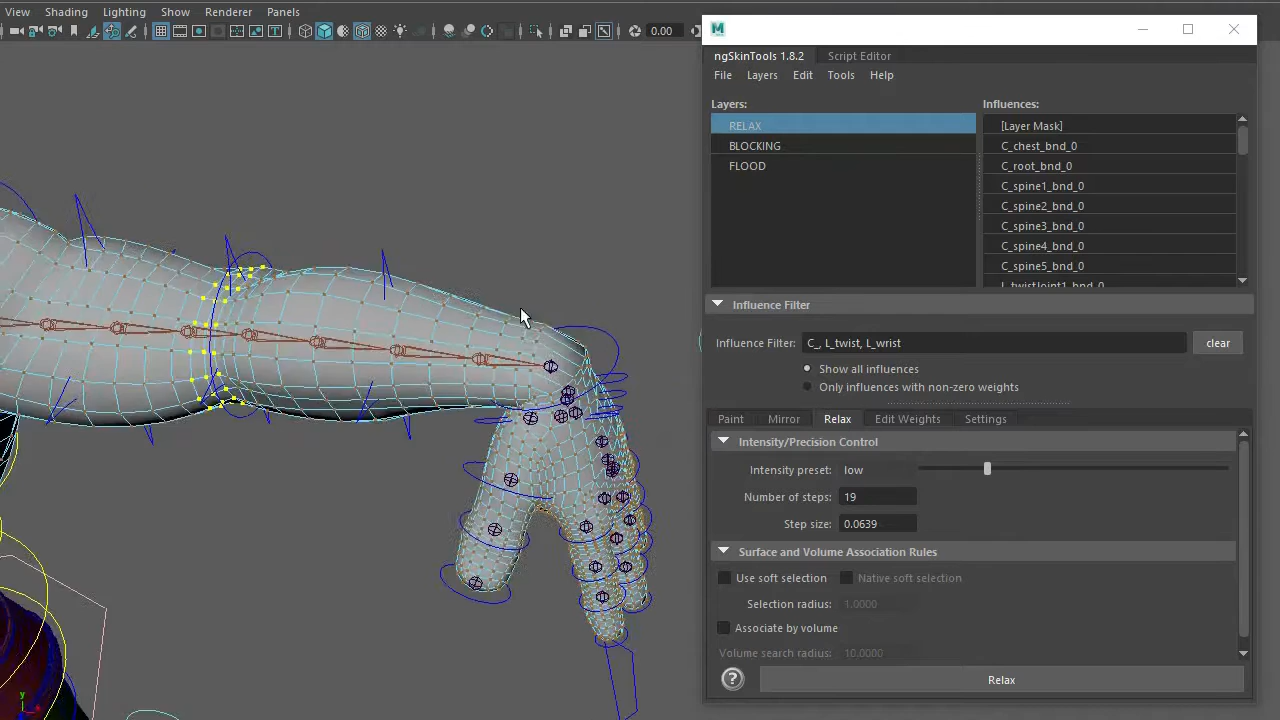 View Shading Lighting Show Renderer Panels
0.00
ngSkinTools 1.8.2 Script Editor
File Layers Edit Tools Help
Layers: Influences:
RELAX
BLOCKING
FLOOD
[Layer Mask]
C_chest_bnd_0
C_root_bnd_0
C_spine1_bnd_0
C_spine2_bnd_0
C_spine3_bnd_0
C_spine4_bnd_0
C_spine5_bnd_0
L_twistJoint1_bnd_0
Influence Filter
Influence Filter: C_, L_twist, L_wrist clear
Show all influences
Only influences with non-zero weights
Paint Mirror Relax Edit Weights Settings
Intensity/Precision Control
Intensity preset: low
Number of steps: 19
Step size: 0.0639
Surface and Volume Association Rules
Use soft selection Native soft selection
Selection radius: 1.0000
Associate by volume
Volume search radius: 10.0000
? Relax
y